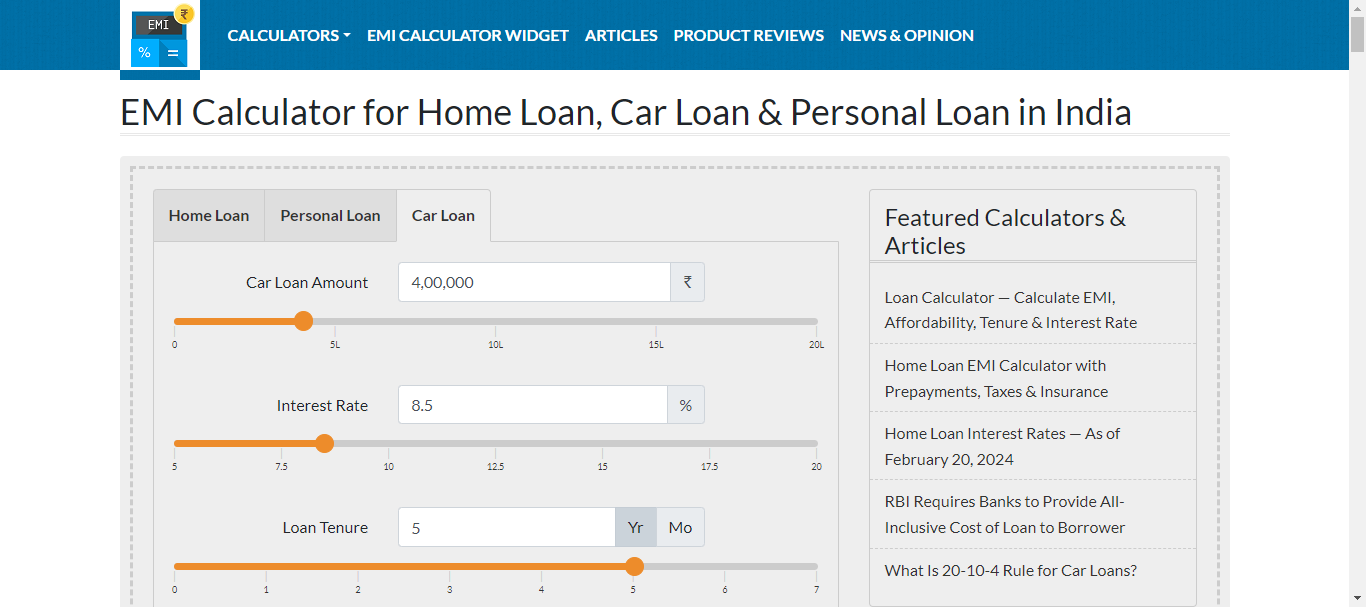 EMI
₹
%
=
CALCULATORS
EMI CALCULATOR WIDGET
ARTICLES
PRODUCT REVIEWS
NEWS & OPINION
EMI Calculator for Home Loan, Car Loan & Personal Loan in India
Home Loan
Personal Loan
Car Loan
Car Loan Amount
4,00,000
₹
0
5L
10L
15L
20L
Interest Rate
8.5
%
5
7.5
10
12.5
15
17.5
20
Loan Tenure
5
Yr
Mo
0
1
2
3
4
5
6
7
Featured Calculators &
Articles
Loan Calculator — Calculate EMI,
Affordability, Tenure & Interest Rate
Home Loan EMI Calculator with
Prepayments, Taxes & Insurance
Home Loan Interest Rates — As of
February 20, 2024
RBI Requires Banks to Provide All-
Inclusive Cost of Loan to Borrower
What Is 20-10-4 Rule for Car Loans?